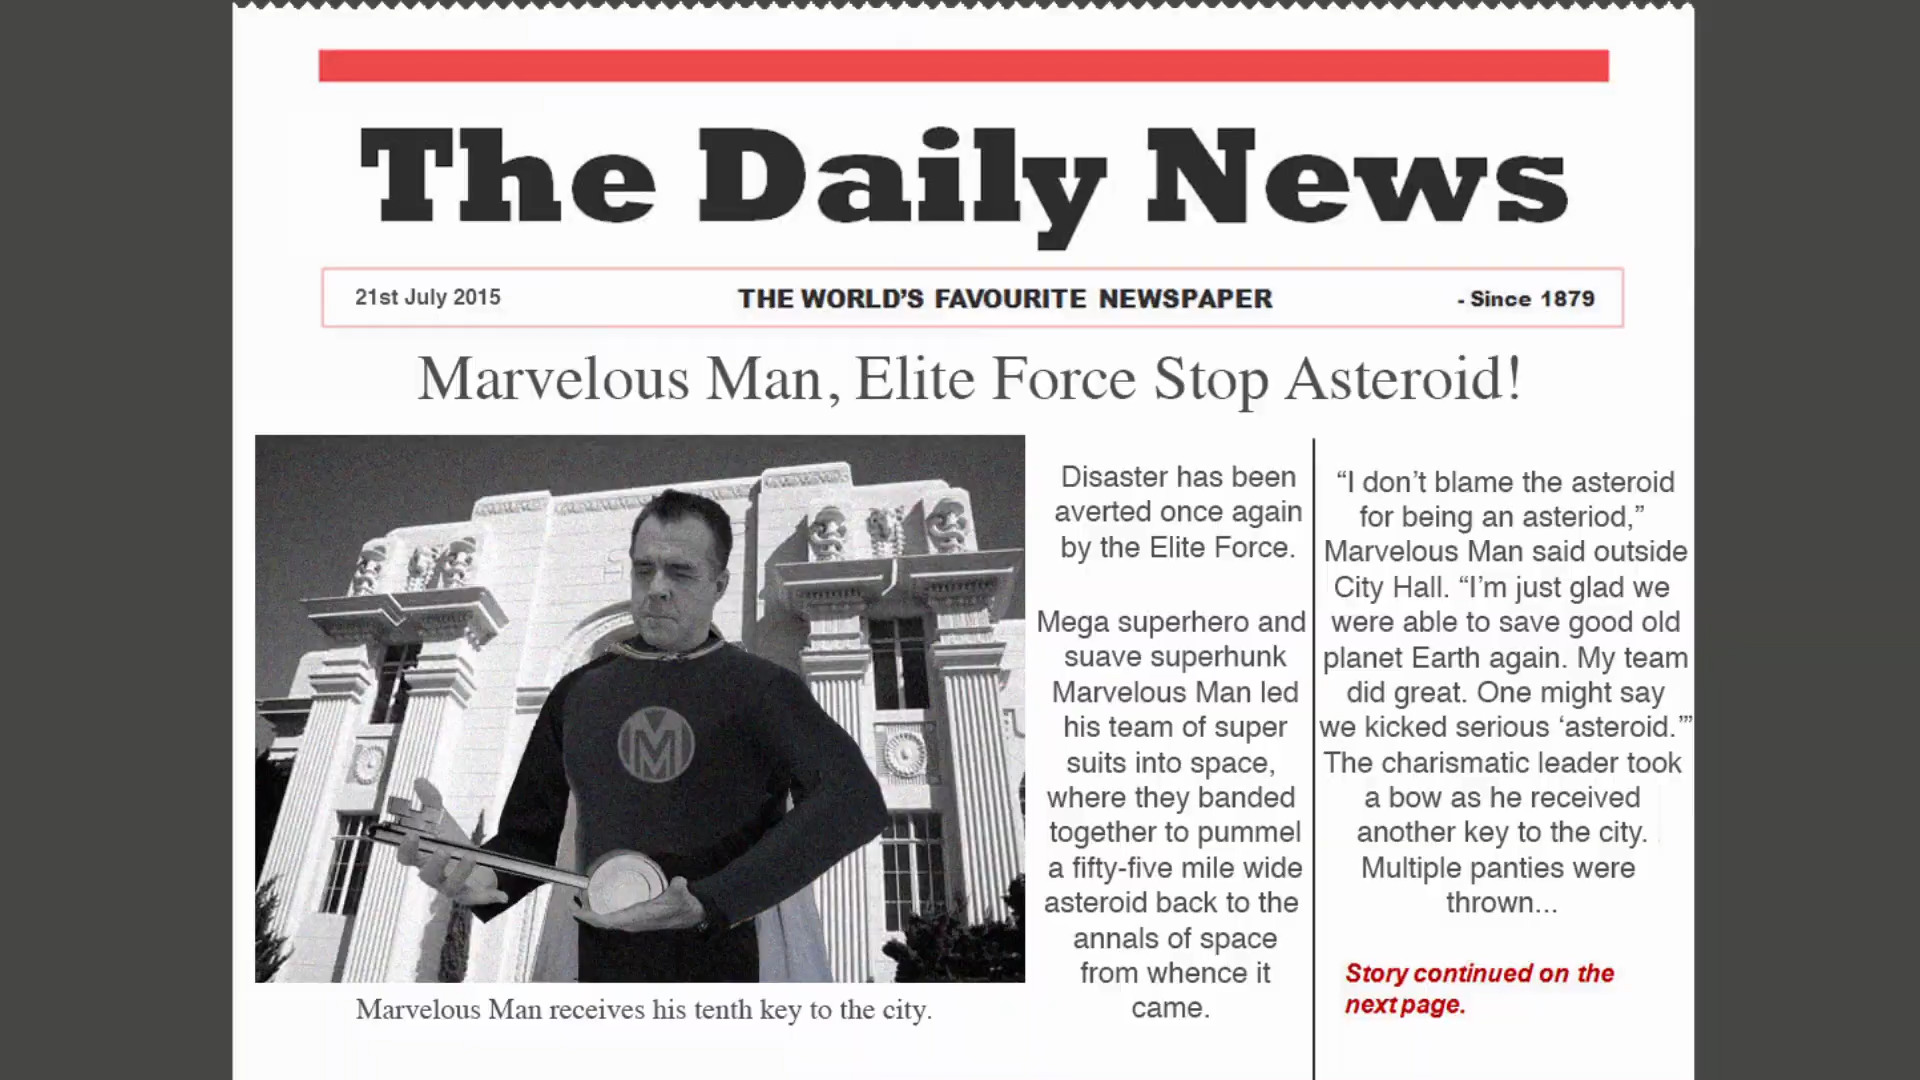 The Daily News
21st July 2015
THE WORLD’S FAVOURITE NEWSPAPER
- Since 1879
Marvelous Man, Elite Force Stop Asteroid!
M
Marvelous Man receives his tenth key to the city.
Disaster has been
averted once again
by the Elite Force.
Mega superhero and
suave superhunk
Marvelous Man led
his team of super
suits into space,
where they banded
together to pummel
a fifty-five mile wide
asteroid back to the
annals of space
from whence it
came.
“I don’t blame the asteroid
for being an asteriod,”
Marvelous Man said outside
City Hall. “I’m just glad we
were able to save good old
planet Earth again. My team
did great. One might say
we kicked serious ‘asteroid.’”
The charismatic leader took
a bow as he received
another key to the city.
Multiple panties were
thrown...
Story continued on the
next page.